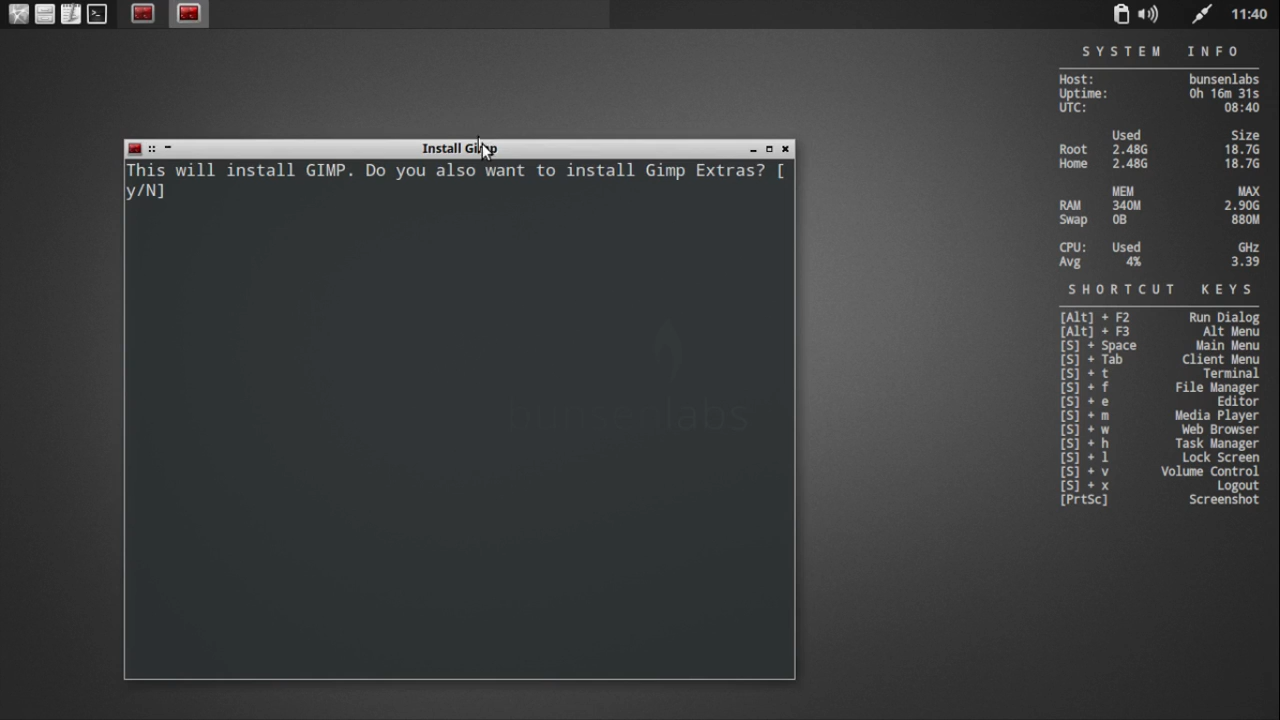 11:40
SYSTEM INFO
Host: bunsenlabs
Uptime: 0h 16m 31s
UTC: 08:40
Used Size
Root 2.48G 18.7G
Home 2.48G 18.7G
MEM MAX
RAM 340M 2.90G
Swap 0B 880M
CPU: Used GHz
Avg 4% 3.39
SHORTCUT KEYS
[Alt] + F2 Run Dialog
[Alt] + F3 Alt Menu
[S] + Space Main Menu
[S] + Tab Client Menu
[S] + t Terminal
[S] + f File Manager
[S] + e Editor
[S] + m Media Player
[S] + w Web Browser
[S] + h Task Manager
[S] + l Lock Screen
[S] + v Volume Control
[S] + x Logout
[PrtSc] Screenshot
Install Gimp
This will install GIMP. Do you also want to install Gimp Extras? [
y/N]
bunsenlabs